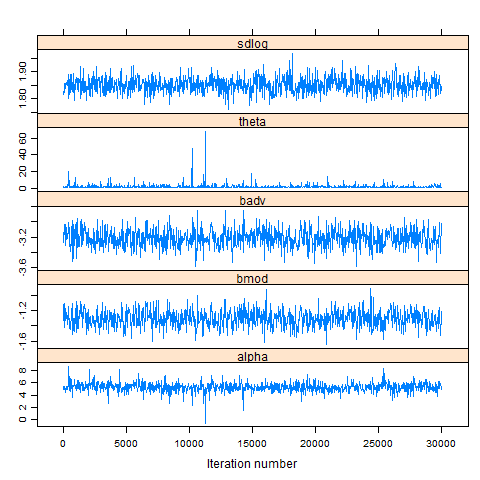 sdlog
1.80 1.90
theta
0 20 40 60
badv
-3.6 -3.2
bmod
-1.6 -1.2
alpha
0 2 4 6 8
0 5000 10000 15000 20000 25000 30000
Iteration number